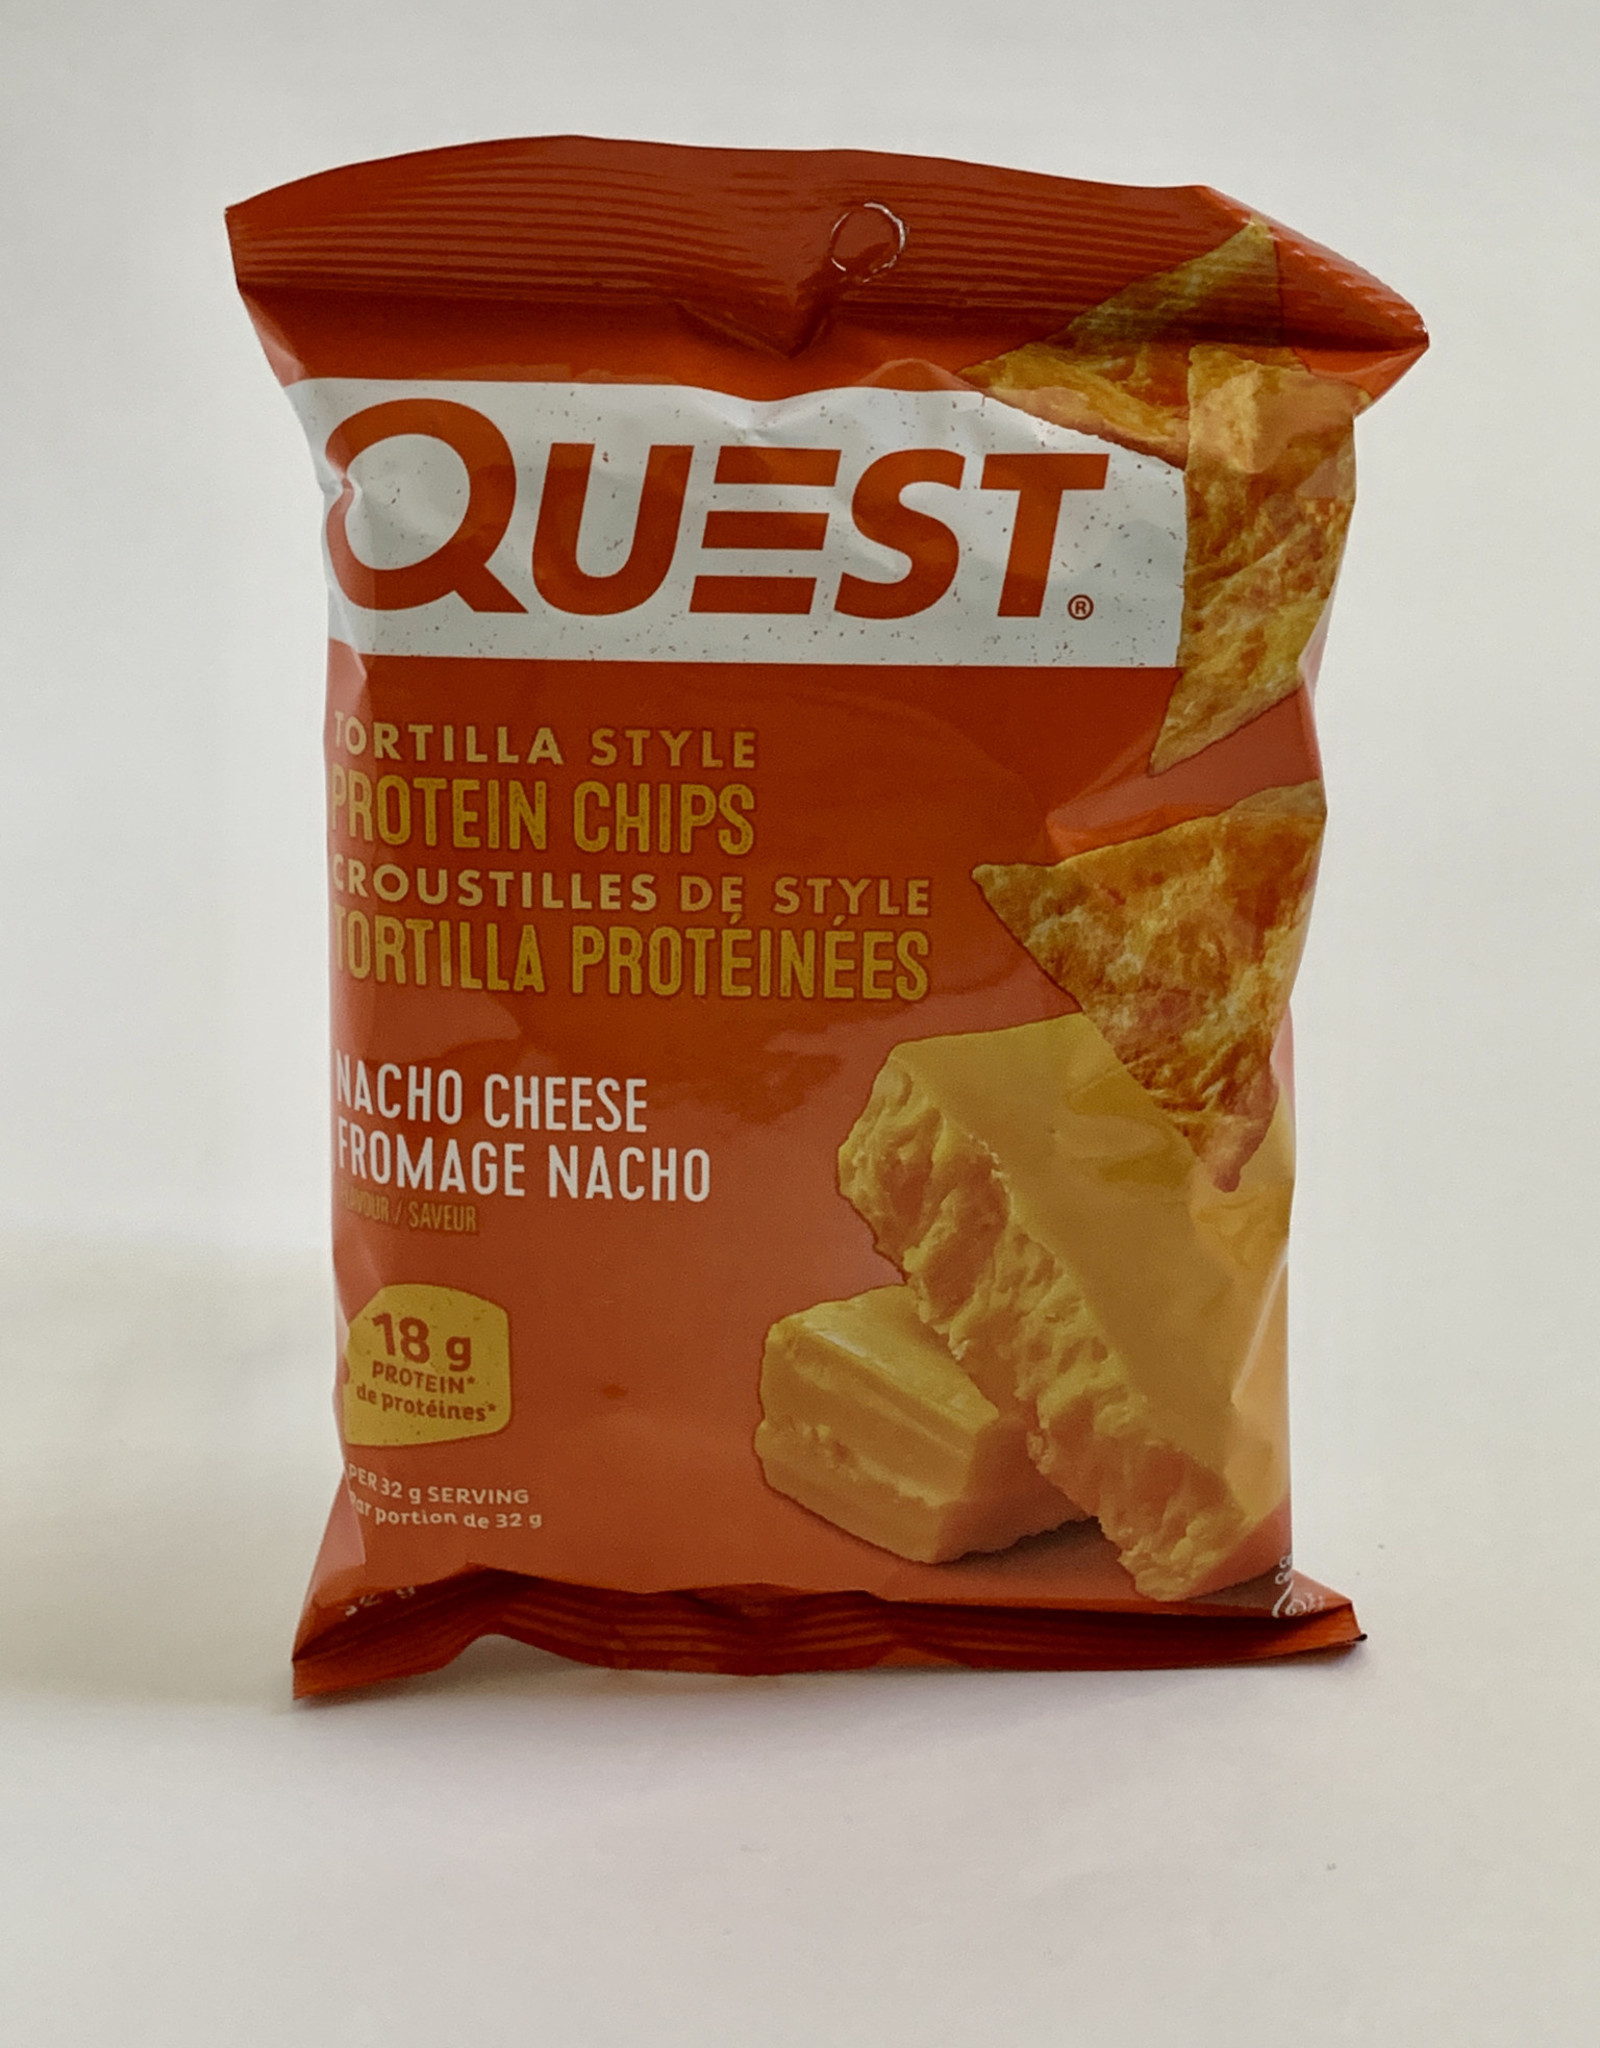 QUEST®
TORTILLA STYLE
PROTEIN CHIPS
CROUSTILLES DE STYLE
TORTILLA PROTÉINÉES
NACHO CHEESE
FROMAGE NACHO
FLAVOUR / SAVEUR
18 g
PROTEIN*
de protéines*
PER 32 g SERVING
Par portion de 32 g